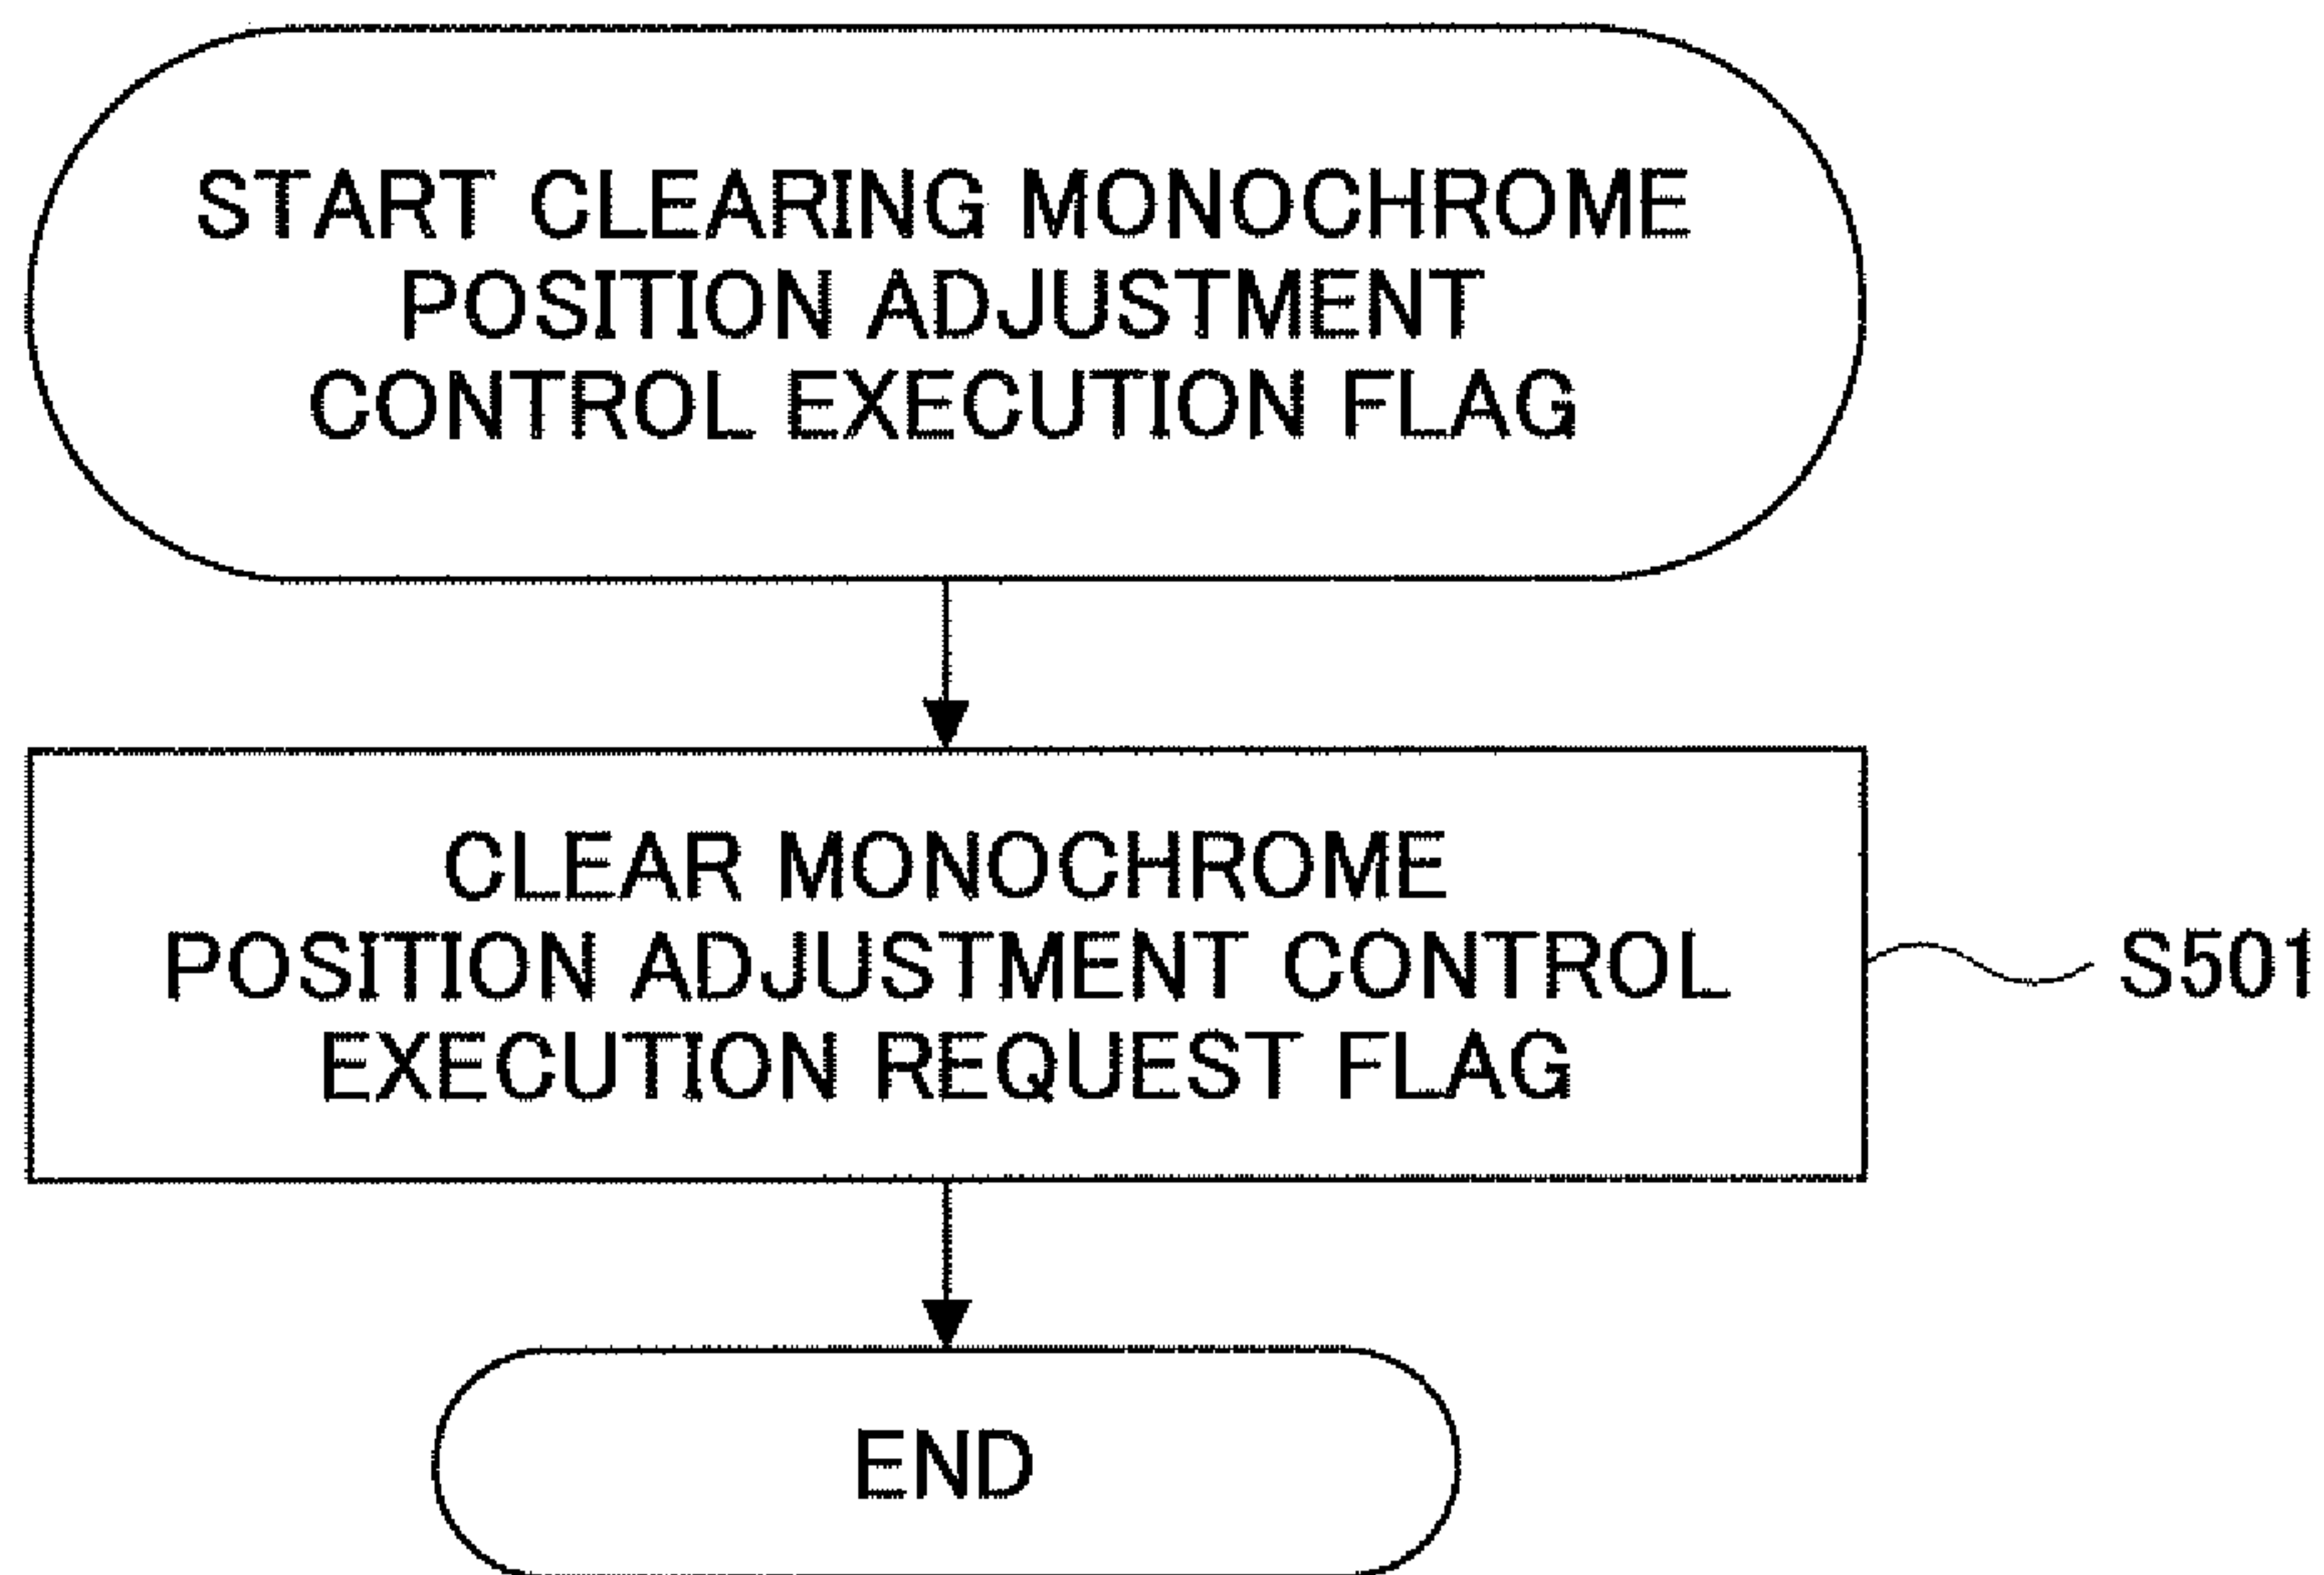 START CLEARING MONOCHROME
POSITION ADJUSTMENT
CONTROL EXECUTION FLAG
CLEAR MONOCHROME
POSITION ADJUSTMENT CONTROL
EXECUTION REQUEST FLAG
S501
END